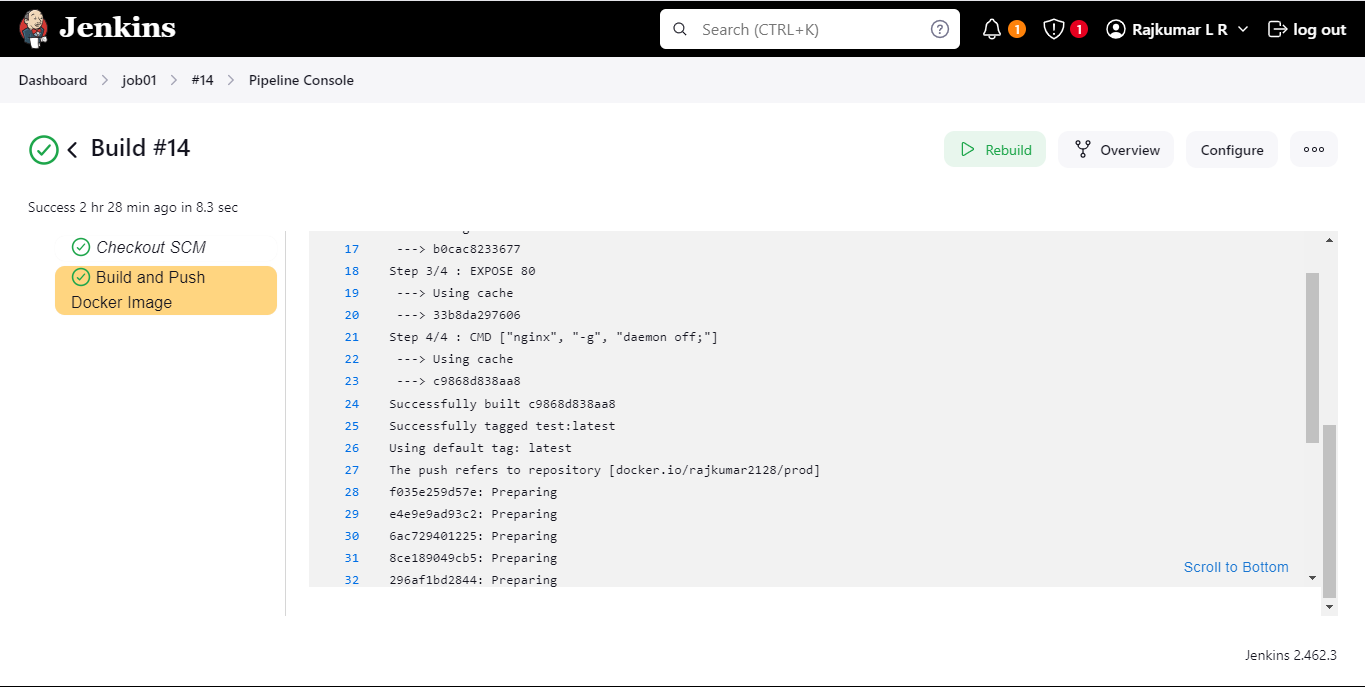 Jenkins
Search (CTRL+K)
?
1
1
Rajkumar L R
log out
Dashboard > job01 > #14 > Pipeline Console
Build #14
Rebuild
Overview
Configure
Success 2 hr 28 min ago in 8.3 sec
Checkout SCM
Build and Push
Docker Image
17 ---> b0cac8233677
18 Step 3/4 : EXPOSE 80
19 ---> Using cache
20 ---> 33b8da297606
21 Step 4/4 : CMD ["nginx", "-g", "daemon off;"]
22 ---> Using cache
23 ---> c9868d838aa8
24 Successfully built c9868d838aa8
25 Successfully tagged test:latest
26 Using default tag: latest
27 The push refers to repository [docker.io/rajkumar2128/prod]
28 f035e259d57e: Preparing
29 e4e9e9ad93c2: Preparing
30 6ac729401225: Preparing
31 8ce189049cb5: Preparing
32 296af1bd2844: Preparing
Scroll to Bottom
Jenkins 2.462.3